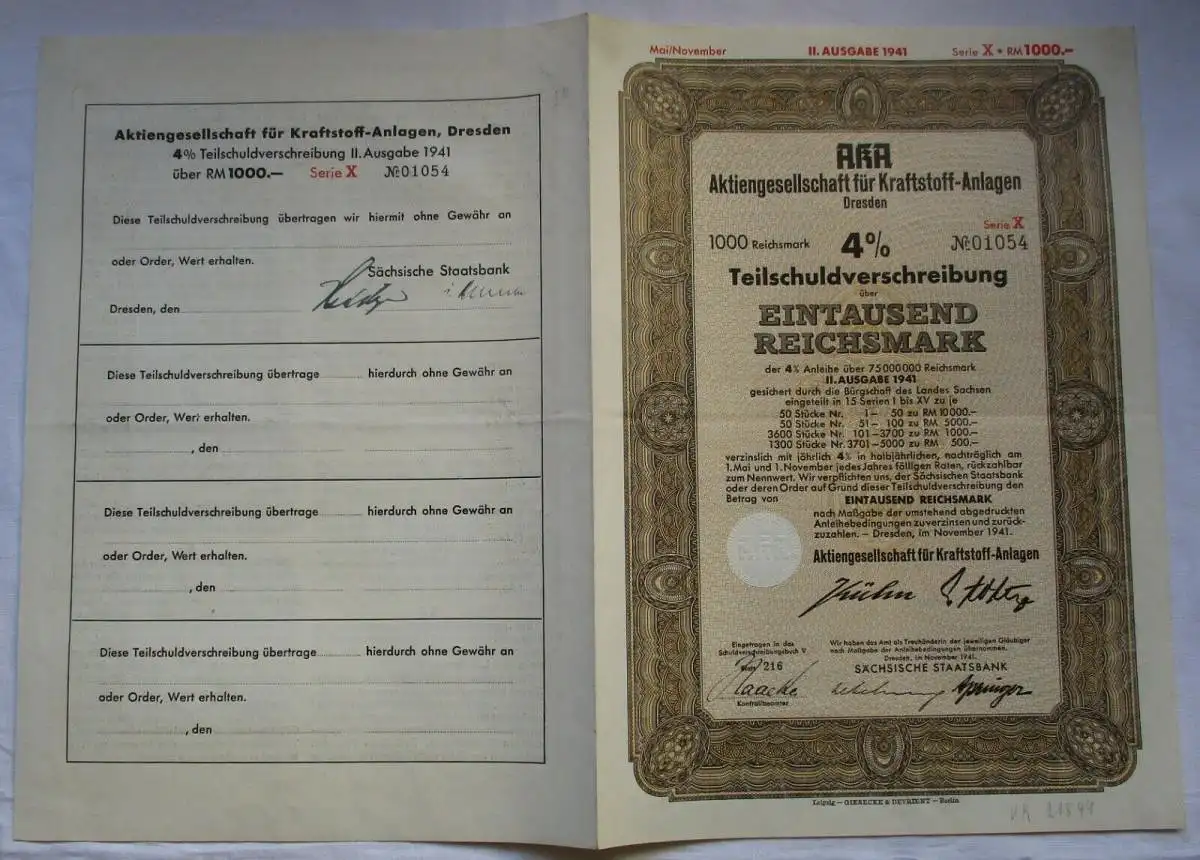 Aktiengesellschaft für Kraftstoff-Anlagen, Dresden
4% Teilschuldverschreibung II. Ausgabe 1941
über RM 1000.— Serie X № 01054
Diese Teilschuldverschreibung übertragen wir hiermit ohne Gewähr an
oder Order, Wert erhalten.
Sächsische Staatsbank
Dresden, den
Diese Teilschuldverschreibung übertrage hierdurch ohne Gewähr an
oder Order, Wert erhalten.
, den
Diese Teilschuldverschreibung übertrage hierdurch ohne Gewähr an
oder Order, Wert erhalten.
, den
Diese Teilschuldverschreibung übertrage hierdurch ohne Gewähr an
oder Order, Wert erhalten.
, den
Mai/November II. AUSGABE 1941 Serie X • RM 1000.-
AKA
Aktiengesellschaft für Kraftstoff-Anlagen
Dresden
Serie X
1000 Reichsmark 4% № 01054
Teilschuldverschreibung
über
EINTAUSEND
REICHSMARK
der 4% Anleihe über 75000000 Reichsmark
II. AUSGABE 1941
gesichert durch die Bürgschaft des Landes Sachsen
eingeteilt in 15 Serien I bis XV zu je
50 Stücke Nr. 1— 50 zu RM 10000.—
50 Stücke Nr. 51— 100 zu RM 5000.—
3600 Stücke Nr. 101—3700 zu RM 1000.—
1300 Stücke Nr. 3701—5000 zu RM 500.—
verzinslich mit jährlich 4% in halbjährlichen, nachträglich am
1. Mai und 1. November jedes Jahres fälligen Raten, rückzahlbar
zum Nennwert. Wir verpflichten uns, der Sächsischen Staatsbank
oder deren Order auf Grund dieser Teilschuldverschreibung den
Betrag von EINTAUSEND REICHSMARK
nach Maßgabe der umstehend abgedruckten
Anleihebedingungen zu verzinsen und zurück-
zuzahlen. — Dresden, im November 1941.
Aktiengesellschaft für Kraftstoff-Anlagen
Kühn
Eingetragen in das
Schuldverschreibungsbuch V
216
Haacke
Kontrollbeamter
Wir haben das Amt als Treuhänderin der jeweiligen Gläubiger
nach Maßgabe der Anleihebedingungen übernommen.
Dresden, im November 1941.
SÄCHSISCHE STAATSBANK
Springer
Leipzig — GIESECKE & DEVRIENT — Berlin